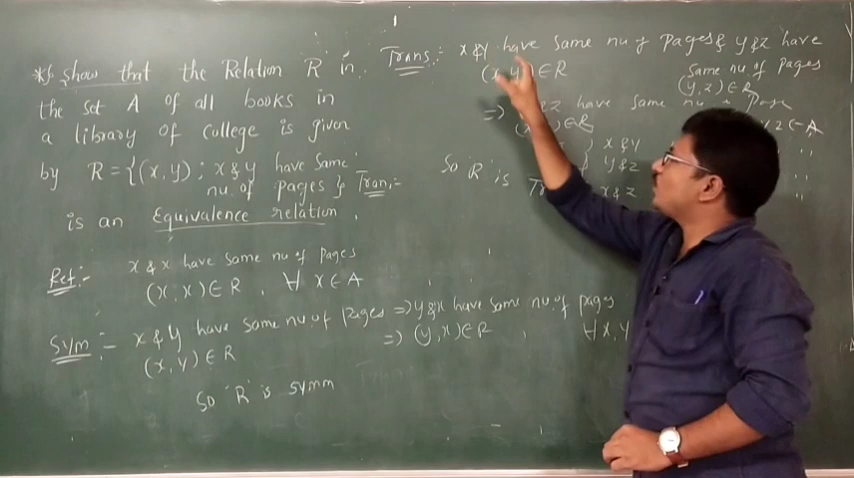 * show that the Relation R in
the set A of all books in
a library of College is given
by R = {(x,y) ; x & y have same
nu. of pages }
is an Equivalence relation.
Ref:- x & x have same nu of pages
(x, x) ∈ R , ∀ x ∈ A
Sym:- x & y have same nu. of pages => y & x have same nu. of pages
(x, y) ∈ R => (y, x) ∈ R , ∀ x, y
so 'R' is symm
Tran:-
Trans:- x & y have same nu of pages & y & z have
same nu. of pages
(x, y) ∈ R (y, z) ∈ R
=> z have same nu
∈ R
} x & y
} y & z
x & z
So 'R' is